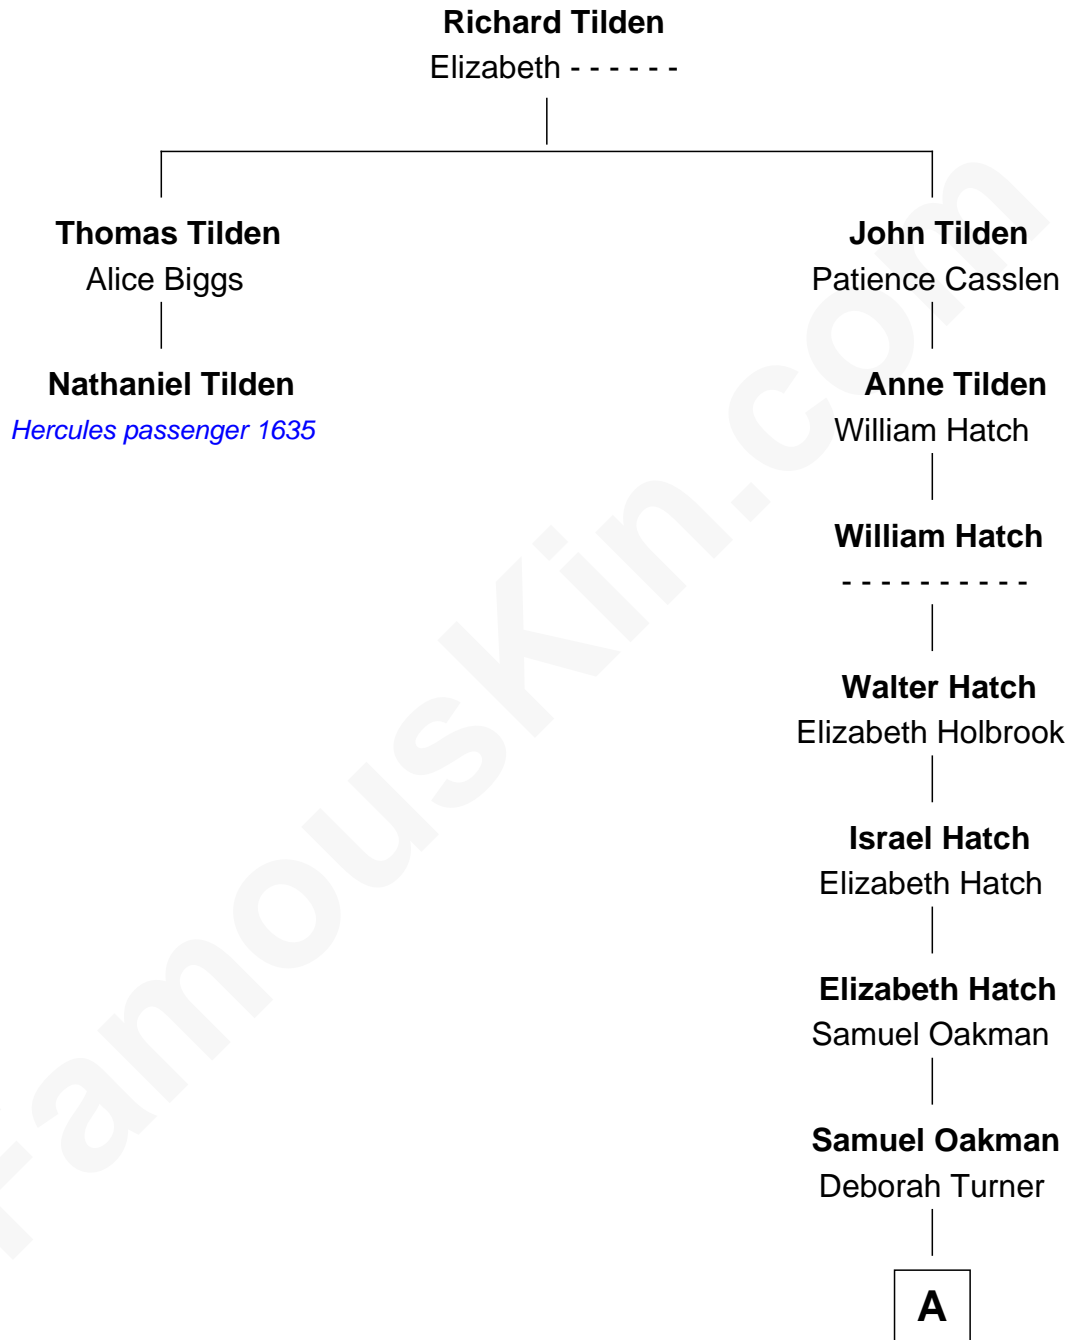 Richard Tilden
Elizabeth - - - - - -
Thomas Tilden
Alice Biggs
Nathaniel Tilden
Hercules passenger 1635
John Tilden
Patience Casslen
Anne Tilden
William Hatch
William Hatch
- - - - - - - - - -
Walter Hatch
Elizabeth Holbrook
Israel Hatch
Elizabeth Hatch
Elizabeth Hatch
Samuel Oakman
Samuel Oakman
Deborah Turner
A
FamousKin.com